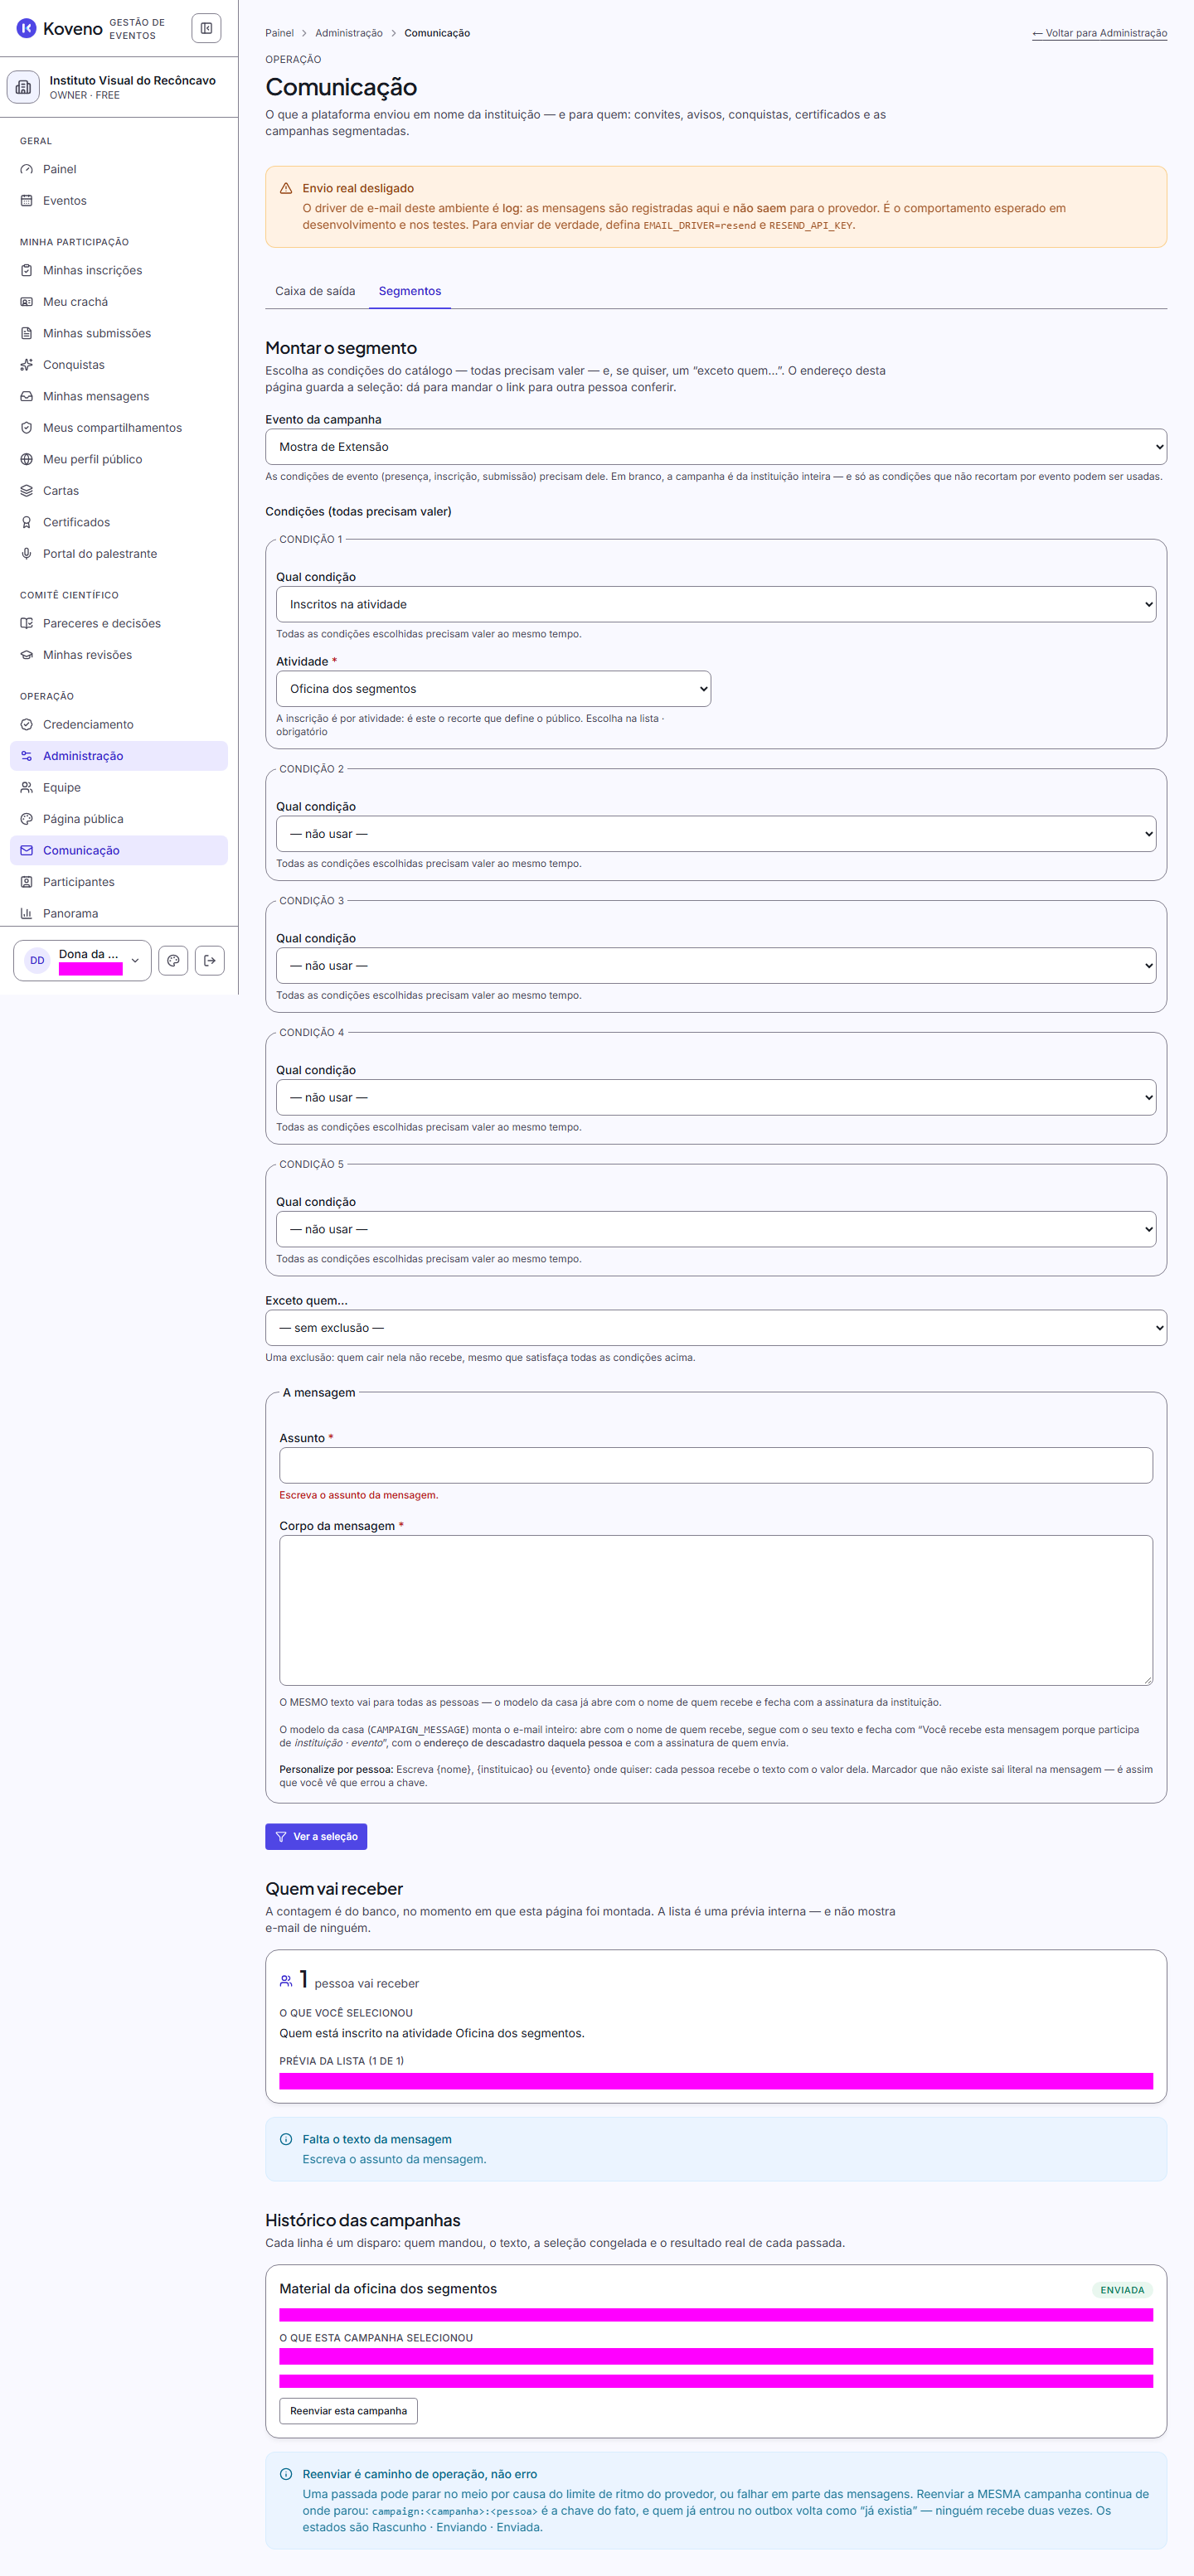 Koveno
GESTÃO DE
EVENTOS
Instituto Visual do Recôncavo
OWNER · FREE
GERAL
Painel
Eventos
MINHA PARTICIPAÇÃO
Minhas inscrições
Meu crachá
Minhas submissões
Conquistas
Minhas mensagens
Meus compartilhamentos
Meu perfil público
Cartas
Certificados
Portal do palestrante
COMITÊ CIENTÍFICO
Pareceres e decisões
Minhas revisões
OPERAÇÃO
Credenciamento
Administração
Equipe
Página pública
Comunicação
Participantes
Panorama
DD
Dona da ...
Painel > Administração > Comunicação
← Voltar para Administração
OPERAÇÃO
Comunicação
O que a plataforma enviou em nome da instituição — e para quem: convites, avisos, conquistas, certificados e as
campanhas segmentadas.
Envio real desligado
O driver de e-mail deste ambiente é log: as mensagens são registradas aqui e não saem para o provedor. É o comportamento esperado em
desenvolvimento e nos testes. Para enviar de verdade, defina EMAIL_DRIVER=resend e RESEND_API_KEY.
Caixa de saída
Segmentos
Montar o segmento
Escolha as condições do catálogo — todas precisam valer — e, se quiser, um “exceto quem…”. O endereço desta
página guarda a seleção: dá para mandar o link para outra pessoa conferir.
Evento da campanha
Mostra de Extensão
As condições de evento (presença, inscrição, submissão) precisam dele. Em branco, a campanha é da instituição inteira — e só as condições que não recortam por evento podem ser usadas.
Condições (todas precisam valer)
CONDIÇÃO 1
Qual condição
Inscritos na atividade
Todas as condições escolhidas precisam valer ao mesmo tempo.
Atividade *
Oficina dos segmentos
A inscrição é por atividade: é este o recorte que define o público. Escolha na lista ·
obrigatório
CONDIÇÃO 2
Qual condição
— não usar —
Todas as condições escolhidas precisam valer ao mesmo tempo.
CONDIÇÃO 3
Qual condição
— não usar —
Todas as condições escolhidas precisam valer ao mesmo tempo.
CONDIÇÃO 4
Qual condição
— não usar —
Todas as condições escolhidas precisam valer ao mesmo tempo.
CONDIÇÃO 5
Qual condição
— não usar —
Todas as condições escolhidas precisam valer ao mesmo tempo.
Exceto quem…
— sem exclusão —
Uma exclusão: quem cair nela não recebe, mesmo que satisfaça todas as condições acima.
A mensagem
Assunto *
Escreva o assunto da mensagem.
Corpo da mensagem *
O MESMO texto vai para todas as pessoas — o modelo da casa já abre com o nome de quem recebe e fecha com a assinatura da instituição.
O modelo da casa (CAMPAIGN_MESSAGE) monta o e-mail inteiro: abre com o nome de quem recebe, segue com o seu texto e fecha com “Você recebe esta mensagem porque participa
de instituição · evento”, com o endereço de descadastro daquela pessoa e com a assinatura de quem envia.
Personalize por pessoa: Escreva {nome}, {instituicao} ou {evento} onde quiser: cada pessoa recebe o texto com o valor dela. Marcador que não existe sai literal na mensagem — é assim
que você vê que errou a chave.
Ver a seleção
Quem vai receber
A contagem é do banco, no momento em que esta página foi montada. A lista é uma prévia interna — e não mostra
e-mail de ninguém.
1 pessoa vai receber
O QUE VOCÊ SELECIONOU
Quem está inscrito na atividade Oficina dos segmentos.
PRÉVIA DA LISTA (1 DE 1)
Falta o texto da mensagem
Escreva o assunto da mensagem.
Histórico das campanhas
Cada linha é um disparo: quem mandou, o texto, a seleção congelada e o resultado real de cada passada.
Material da oficina dos segmentos
ENVIADA
O QUE ESTA CAMPANHA SELECIONOU
Reenviar esta campanha
Reenviar é caminho de operação, não erro
Uma passada pode parar no meio por causa do limite de ritmo do provedor, ou falhar em parte das mensagens. Reenviar a MESMA campanha continua de
onde parou: campaign:<campanha>:<pessoa> é a chave do fato, e quem já entrou no outbox volta como “já existia” — ninguém recebe duas vezes. Os
estados são Rascunho · Enviando · Enviada.